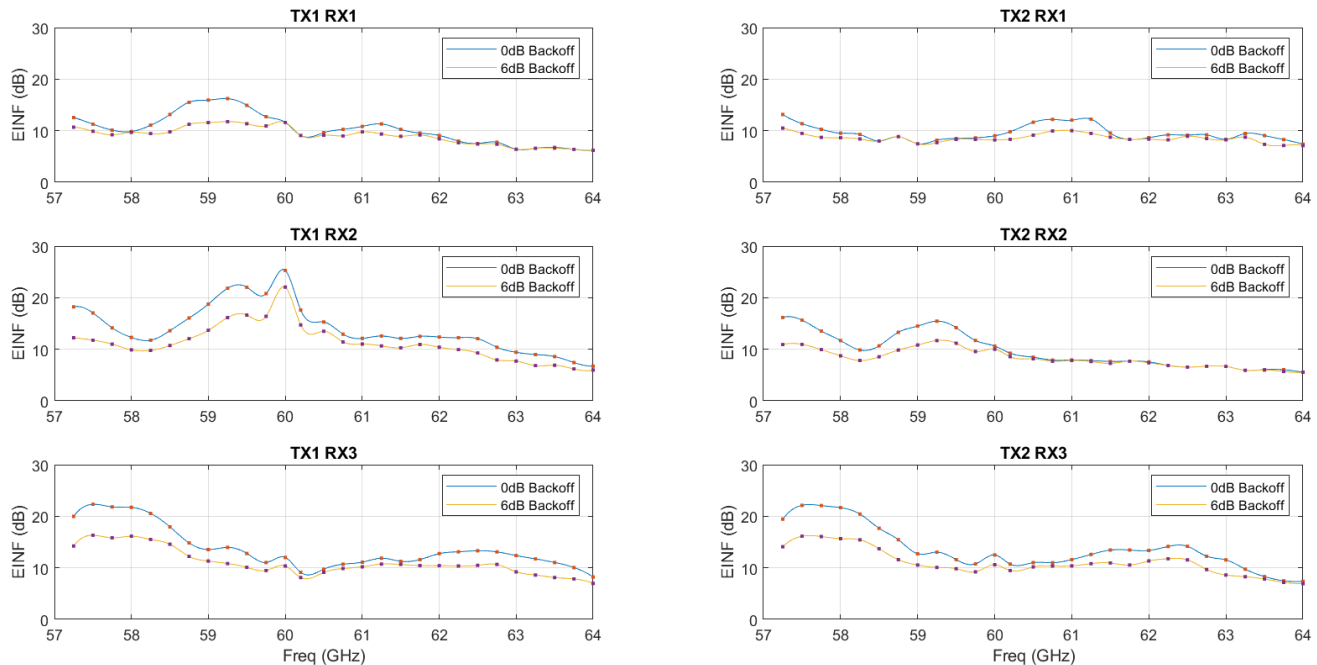 TX1 RX1
EINF (dB)
30
20
10
0
57 58 59 60 61 62 63 64
0dB Backoff
6dB Backoff
TX2 RX1
EINF (dB)
30
20
10
0
57 58 59 60 61 62 63 64
0dB Backoff
6dB Backoff
TX1 RX2
EINF (dB)
30
20
10
0
57 58 59 60 61 62 63 64
0dB Backoff
6dB Backoff
TX2 RX2
EINF (dB)
30
20
10
0
57 58 59 60 61 62 63 64
0dB Backoff
6dB Backoff
TX1 RX3
EINF (dB)
30
20
10
0
57 58 59 60 61 62 63 64
Freq (GHz)
0dB Backoff
6dB Backoff
TX2 RX3
EINF (dB)
30
20
10
0
57 58 59 60 61 62 63 64
Freq (GHz)
0dB Backoff
6dB Backoff